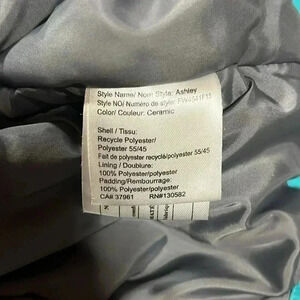 Style Name/ Nom Style: Ashley
Style NO/ Numéro de style: FW4541F13
Color/ Couleur: Ceramic
Shell / Tissu:
Recycle Polyester/
Polyester 55/45
Fait de polyester recyclé/polyester 55/45
Lining / Doublure:
100% Polyester/polyester
Padding/Rembourrage:
100% Polyester/polyester
CA# 37961 RN#130582